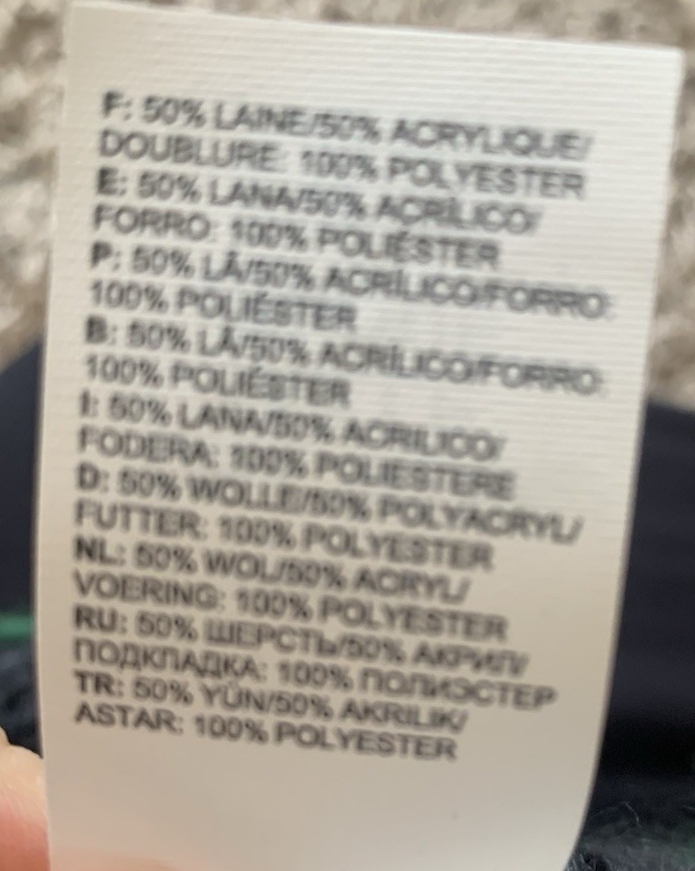 F: 50% LAINE/50% ACRYLIQUE/
DOUBLURE: 100% POLYESTER
E: 50% LANA/50% ACRÍLICO/
FORRO: 100% POLIÉSTER
P: 50% LÃ/50% ACRÍLICO/FORRO:
100% POLIÉSTER
B: 50% LÃ/50% ACRÍLICO/FORRO:
100% POLIÉSTER
I: 50% LANA/50% ACRILICO/
FODERA: 100% POLIESTERE
D: 50% WOLLE/50% POLYACRYL/
FUTTER: 100% POLYESTER
NL: 50% WOL/50% ACRYL/
VOERING: 100% POLYESTER
RU: 50% ШЕРСТЬ/50% АКРИЛ/
ПОДКЛАДКА: 100% ПОЛИЭСТЕР
TR: 50% YÜN/50% AKRILIK/
ASTAR: 100% POLYESTER